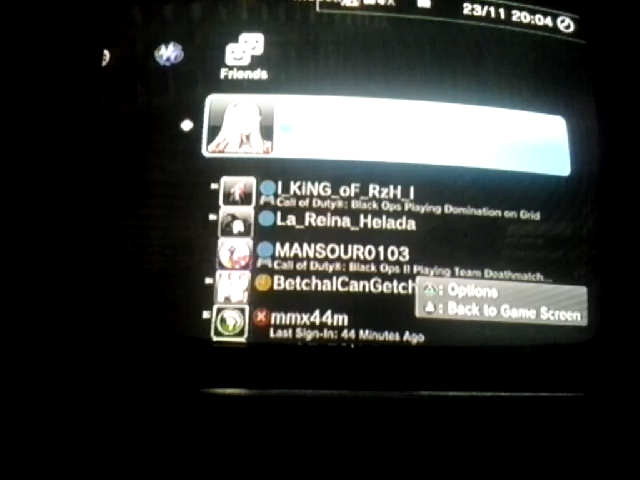 23/11 20:04
Friends
I_KiNG_oF_RzH_I
Call of Duty®: Black Ops Playing Domination on Grid
La_Reina_Helada
MANSOUR0103
Call of Duty®: Black Ops II Playing Team Deathmatch...
BetchaICanGetch
: Options
: Back to Game Screen
mmx44m
Last Sign-In: 44 Minutes Ago